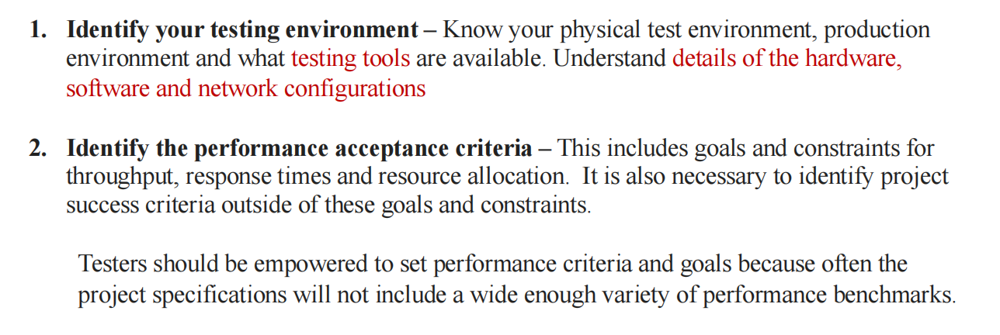 1. Identify your testing environment – Know your physical test environment, production
environment and what testing tools are available. Understand details of the hardware,
software and network configurations
2. Identify the performance acceptance criteria – This includes goals and constraints for
throughput, response times and resource allocation.  It is also necessary to identify project
success criteria outside of these goals and constraints.
Testers should be empowered to set performance criteria and goals because often the
project specifications will not include a wide enough variety of performance benchmarks.